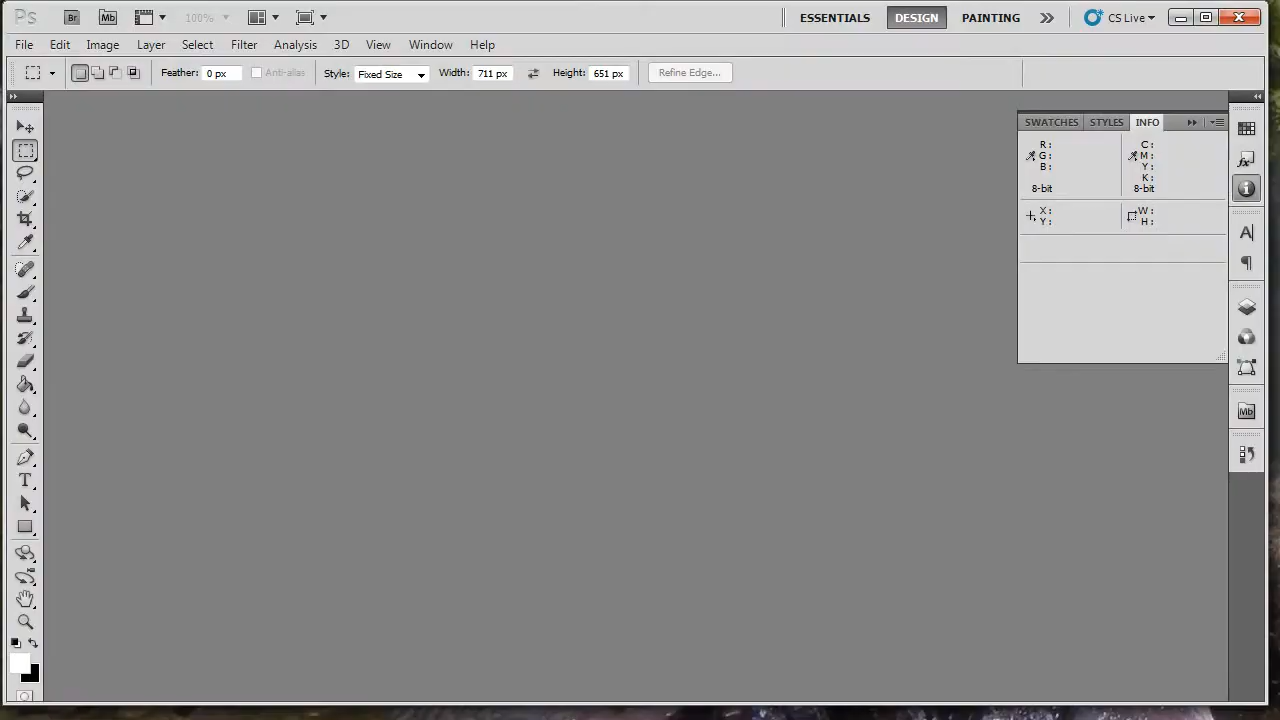 Ps Br Mb 100% ESSENTIALS DESIGN PAINTING CS Live
File Edit Image Layer Select Filter Analysis 3D View Window Help
Feather: 0 px Anti-alias Style: Fixed Size Width: 711 px Height: 651 px Refine Edge...
SWATCHES STYLES INFO
R: C:
G: M:
B: Y:
K:
8-bit 8-bit
X: W:
Y: H:
A
Mb
T